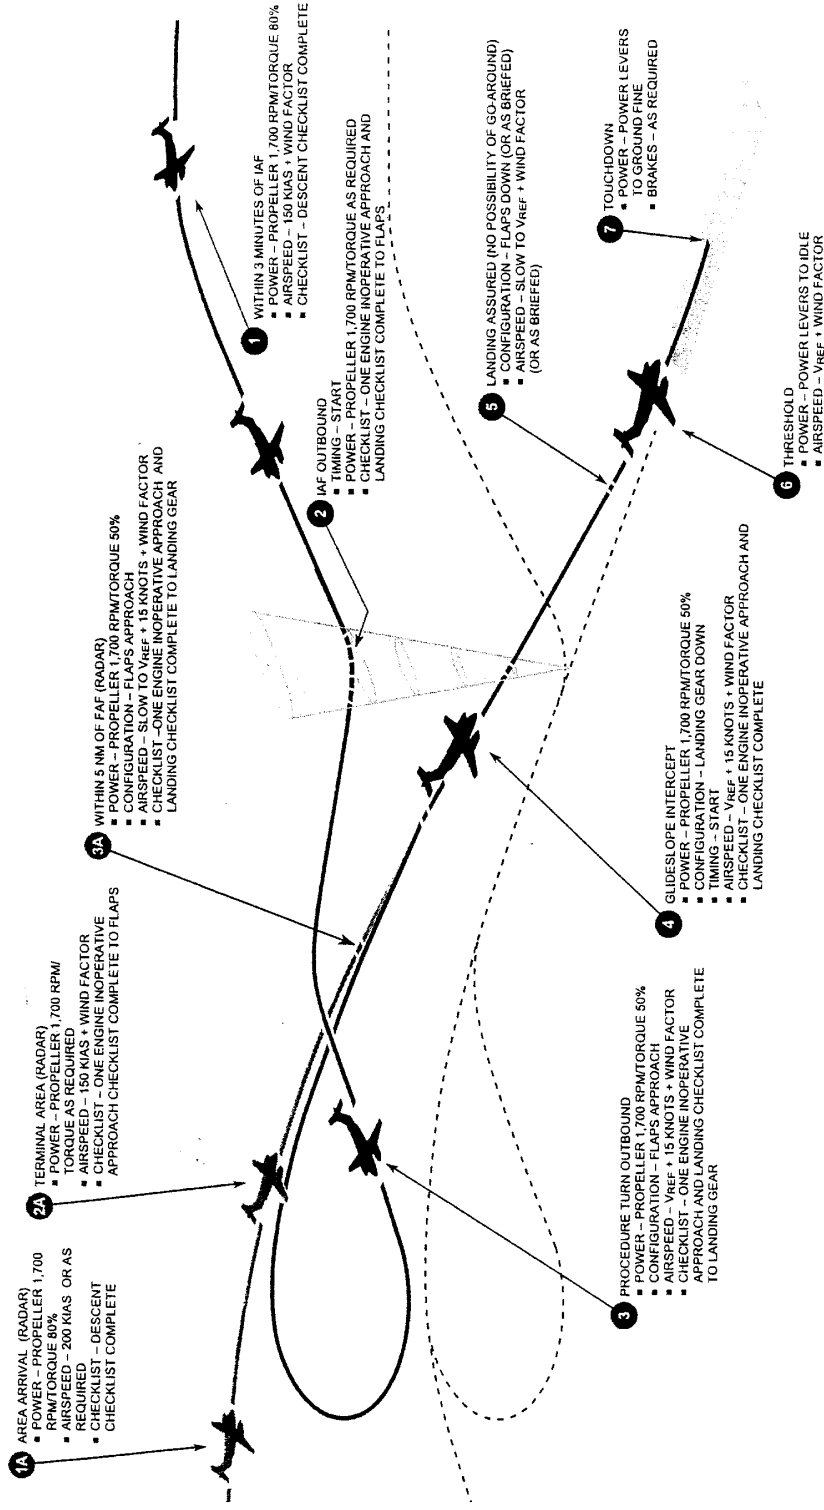 1A
AREA ARRIVAL (RADAR)
▪ POWER – PROPELLER 1,700
RPM/TORQUE 80%
▪ AIRSPEED – 200 KIAS OR AS
REQUIRED
▪ CHECKLIST – DESCENT
CHECKLIST COMPLETE
2A
TERMINAL AREA (RADAR)
▪ POWER – PROPELLER 1,700 RPM/
TORQUE AS REQUIRED
▪ AIRSPEED – 150 KIAS + WIND FACTOR
▪ CHECKLIST – ONE ENGINE INOPERATIVE
APPROACH CHECKLIST COMPLETE TO FLAPS
3A
WITHIN 5 NM OF FAF (RADAR)
▪ POWER – PROPELLER 1,700 RPM/TORQUE 50%
▪ CONFIGURATION – FLAPS APPROACH
▪ AIRSPEED – SLOW TO VREF + 15 KNOTS + WIND FACTOR
▪ CHECKLIST –ONE ENGINE INOPERATIVE APPROACH AND
LANDING CHECKLIST COMPLETE TO LANDING GEAR
1
WITHIN 3 MINUTES OF IAF
▪ POWER – PROPELLER 1,700 RPM/TORQUE 80%
▪ AIRSPEED – 150 KIAS + WIND FACTOR
▪ CHECKLIST – DESCENT CHECKLIST COMPLETE
2
IAF OUTBOUND
▪ TIMING – START
▪ POWER – PROPELLER 1,700 RPM/TORQUE AS REQUIRED
▪ CHECKLIST – ONE ENGINE INOPERATIVE APPROACH AND
LANDING CHECKLIST COMPLETE TO FLAPS
3
PROCEDURE TURN OUTBOUND
▪ POWER – PROPELLER 1,700 RPM/TORQUE 50%
▪ CONFIGURATION – FLAPS APPROACH
▪ AIRSPEED – VREF + 15 KNOTS + WIND FACTOR
▪ CHECKLIST – ONE ENGINE INOPERATIVE
APPROACH AND LANDING CHECKLIST COMPLETE
TO LANDING GEAR
4
GLIDESLOPE INTERCEPT
▪ POWER – PROPELLER 1,700 RPM/TORQUE 50%
▪ CONFIGURATION – LANDING GEAR DOWN
▪ TIMING – START
▪ AIRSPEED – VREF + 15 KNOTS + WIND FACTOR
▪ CHECKLIST – ONE ENGINE INOPERATIVE APPROACH AND
LANDING CHECKLIST COMPLETE
5
LANDING ASSURED (NO POSSIBILITY OF GO-AROUND)
▪ CONFIGURATION – FLAPS DOWN (OR AS BRIEFED)
▪ AIRSPEED – SLOW TO VREF + WIND FACTOR
(OR AS BRIEFED)
6
THRESHOLD
▪ POWER – POWER LEVERS TO IDLE
▪ AIRSPEED – VREF + WIND FACTOR
7
TOUCHDOWN
▪ POWER – POWER LEVERS
TO GROUND FINE
▪ BRAKES – AS REQUIRED